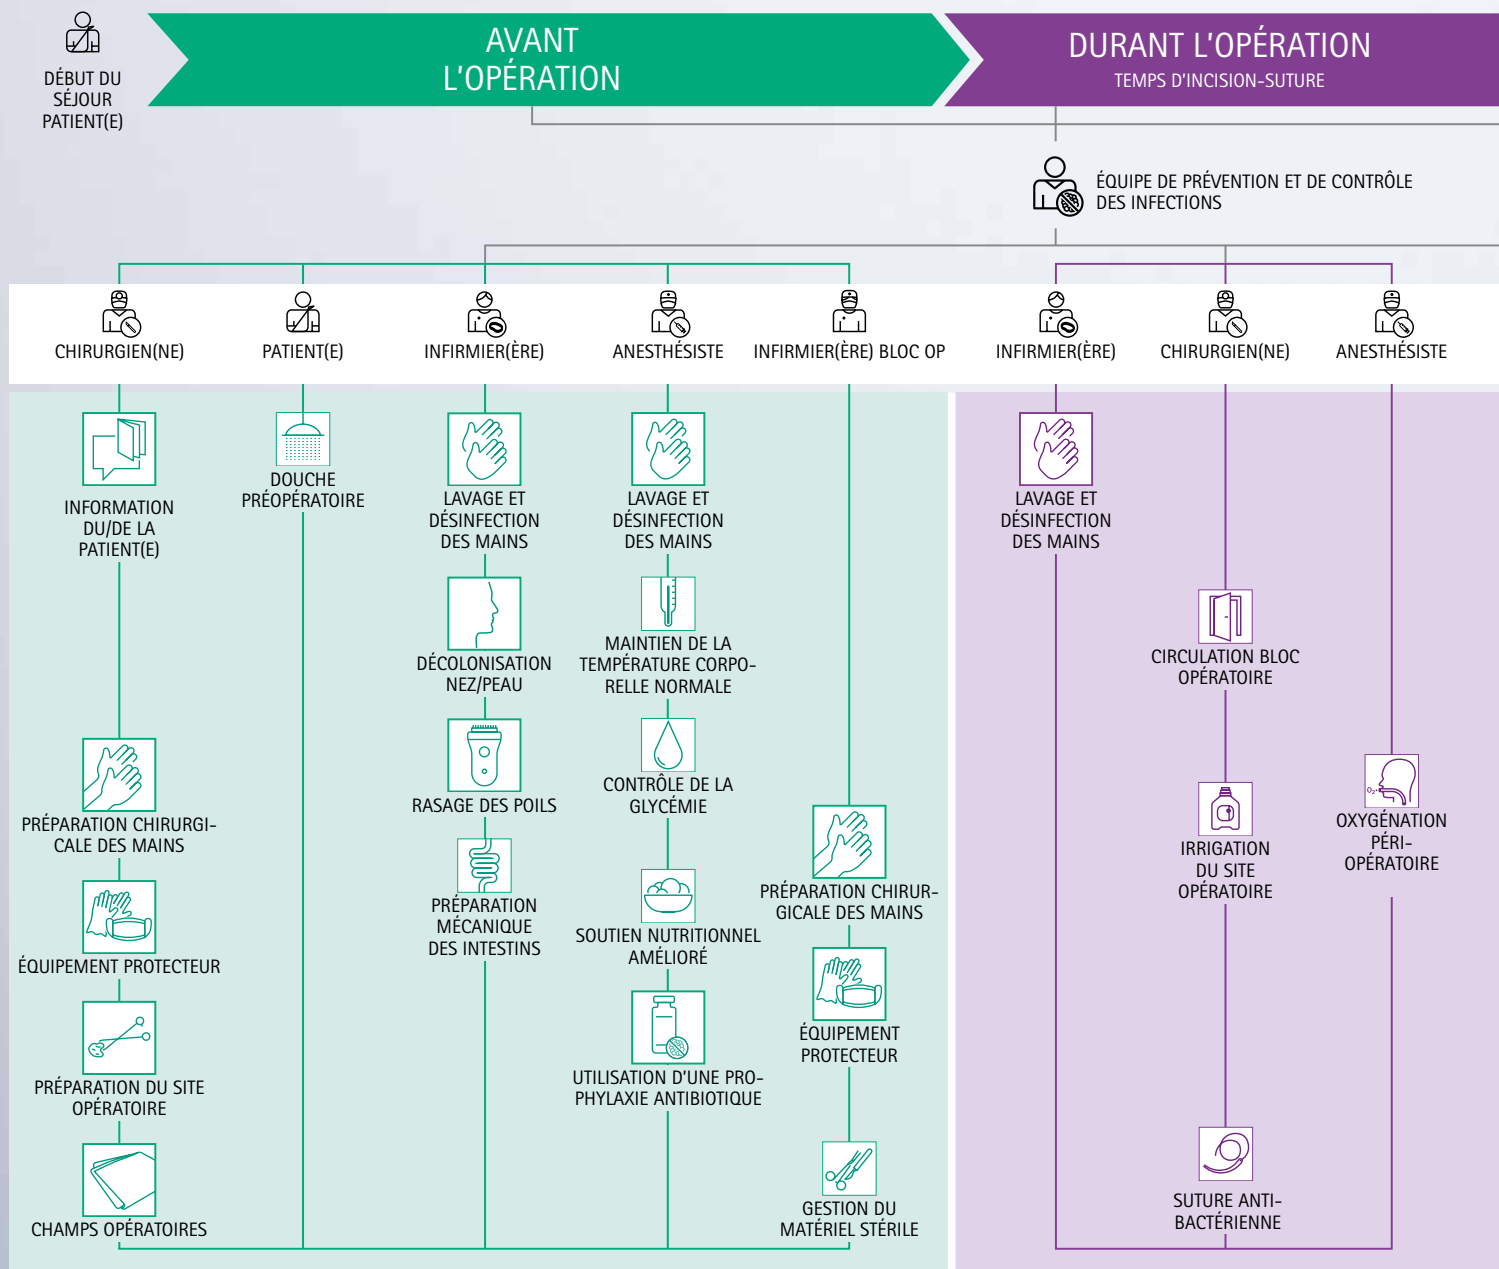 DÉBUT DU
SÉJOUR
PATIENT(E)
AVANT
L'OPÉRATION
DURANT L'OPÉRATION
TEMPS D'INCISION-SUTURE
ÉQUIPE DE PRÉVENTION ET DE CONTRÔLE
DES INFECTIONS
CHIRURGIEN(NE)
PATIENT(E)
INFIRMIER(ÈRE)
ANESTHÉSISTE
INFIRMIER(ÈRE) BLOC OP
INFIRMIER(ÈRE)
CHIRURGIEN(NE)
ANESTHÉSISTE
INFORMATION
DU/DE LA
PATIENT(E)
PRÉPARATION CHIRURGI-
CALE DES MAINS
ÉQUIPEMENT PROTECTEUR
PRÉPARATION DU SITE
OPÉRATOIRE
CHAMPS OPÉRATOIRES
DOUCHE
PRÉOPÉRATOIRE
LAVAGE ET
DÉSINFECTION
DES MAINS
DÉCOLONISATION
NEZ/PEAU
RASAGE DES POILS
PRÉPARATION
MÉCANIQUE
DES INTESTINS
LAVAGE ET
DÉSINFECTION
DES MAINS
MAINTIEN DE LA
TEMPÉRATURE CORPO-
RELLE NORMALE
CONTRÔLE DE LA
GLYCÉMIE
SOUTIEN NUTRITIONNEL
AMÉLIORÉ
UTILISATION D'UNE PRO-
PHYLAXIE ANTIBIOTIQUE
PRÉPARATION CHIRUR-
GICALE DES MAINS
ÉQUIPEMENT
PROTECTEUR
GESTION DU
MATÉRIEL STÉRILE
LAVAGE ET
DÉSINFECTION
DES MAINS
CIRCULATION BLOC
OPÉRATOIRE
IRRIGATION
DU SITE
OPÉRATOIRE
SUTURE ANTI-
BACTÉRIENNE
O₂
OXYGÉNATION
PÉRI-
OPÉRATOIRE